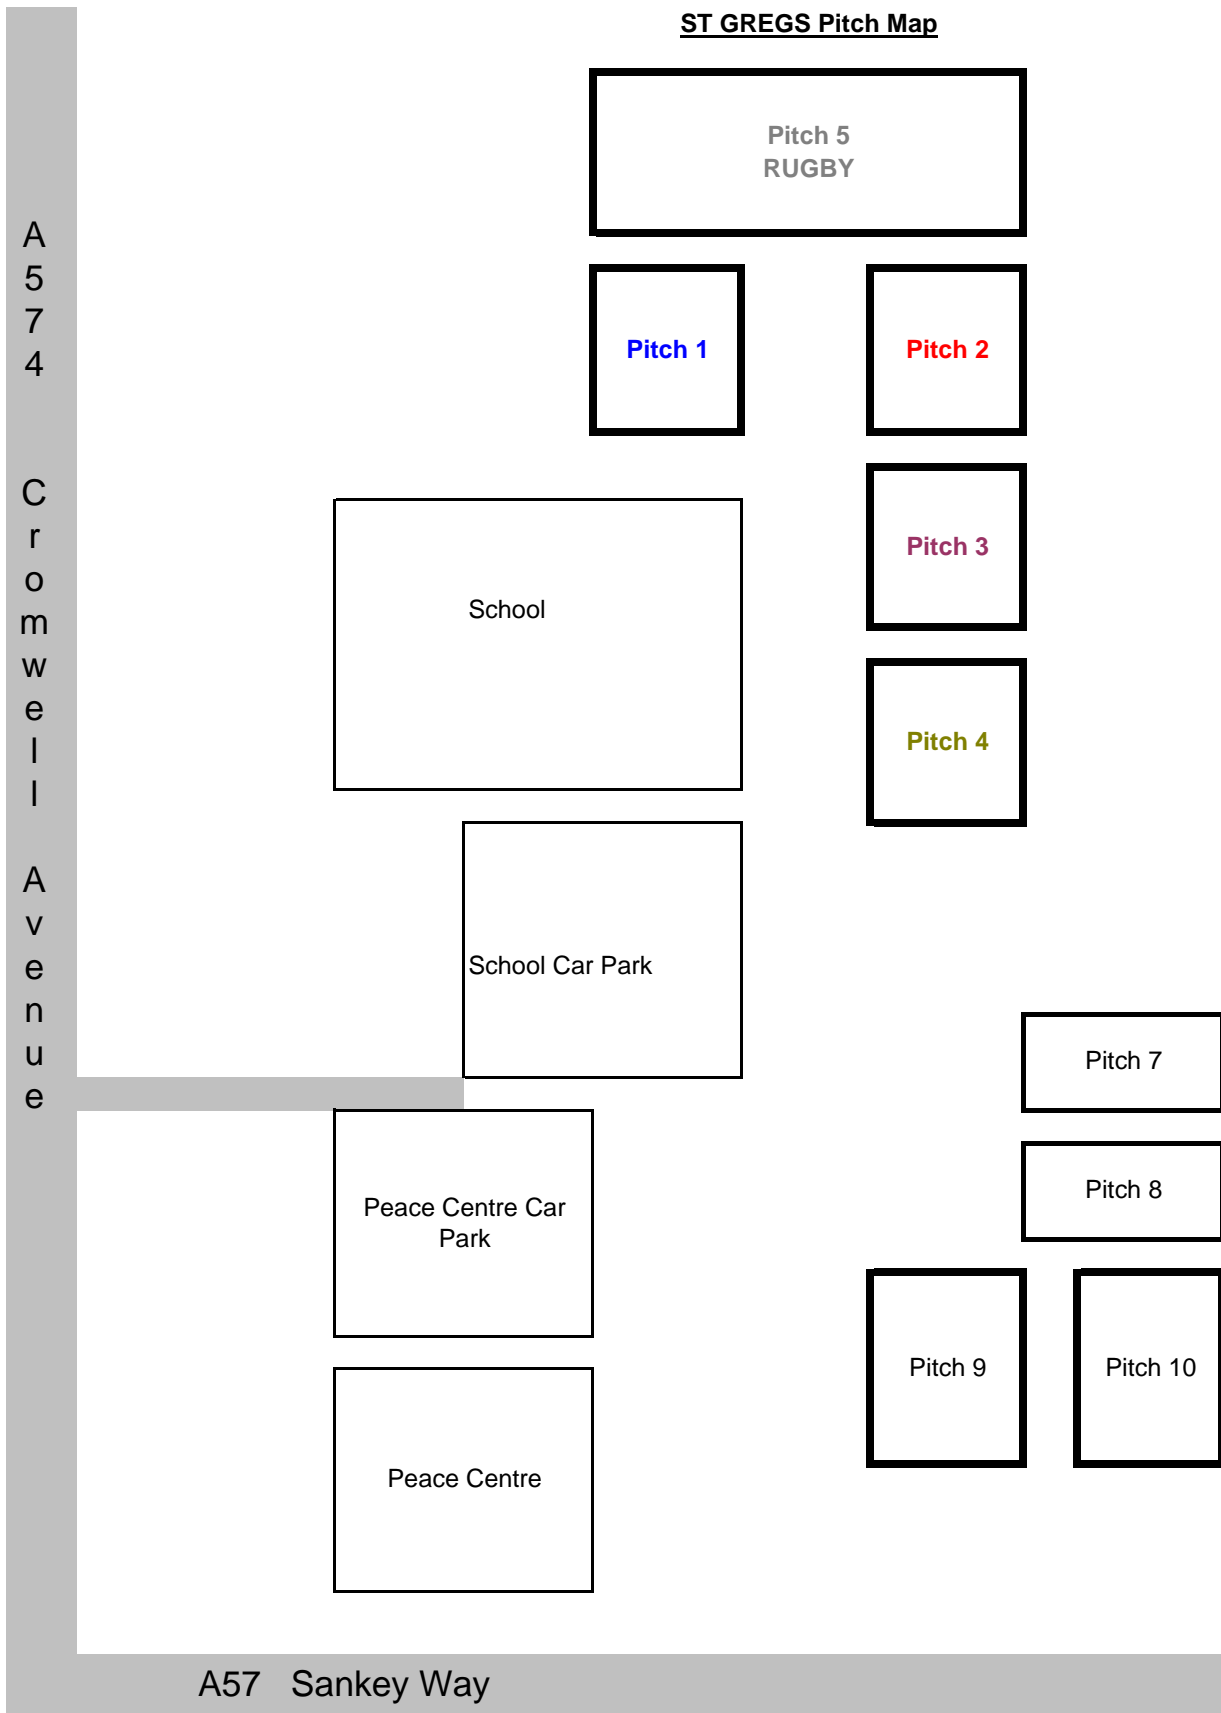 ST GREGS Pitch Map
Pitch 5
RUGBY
A574 Cromwell Avenue
Pitch 1
Pitch 2
Pitch 3
School
Pitch 4
School Car Park
Pitch 7
Pitch 8
Peace Centre Car
Park
Pitch 9
Pitch 10
Peace Centre
A57 Sankey Way